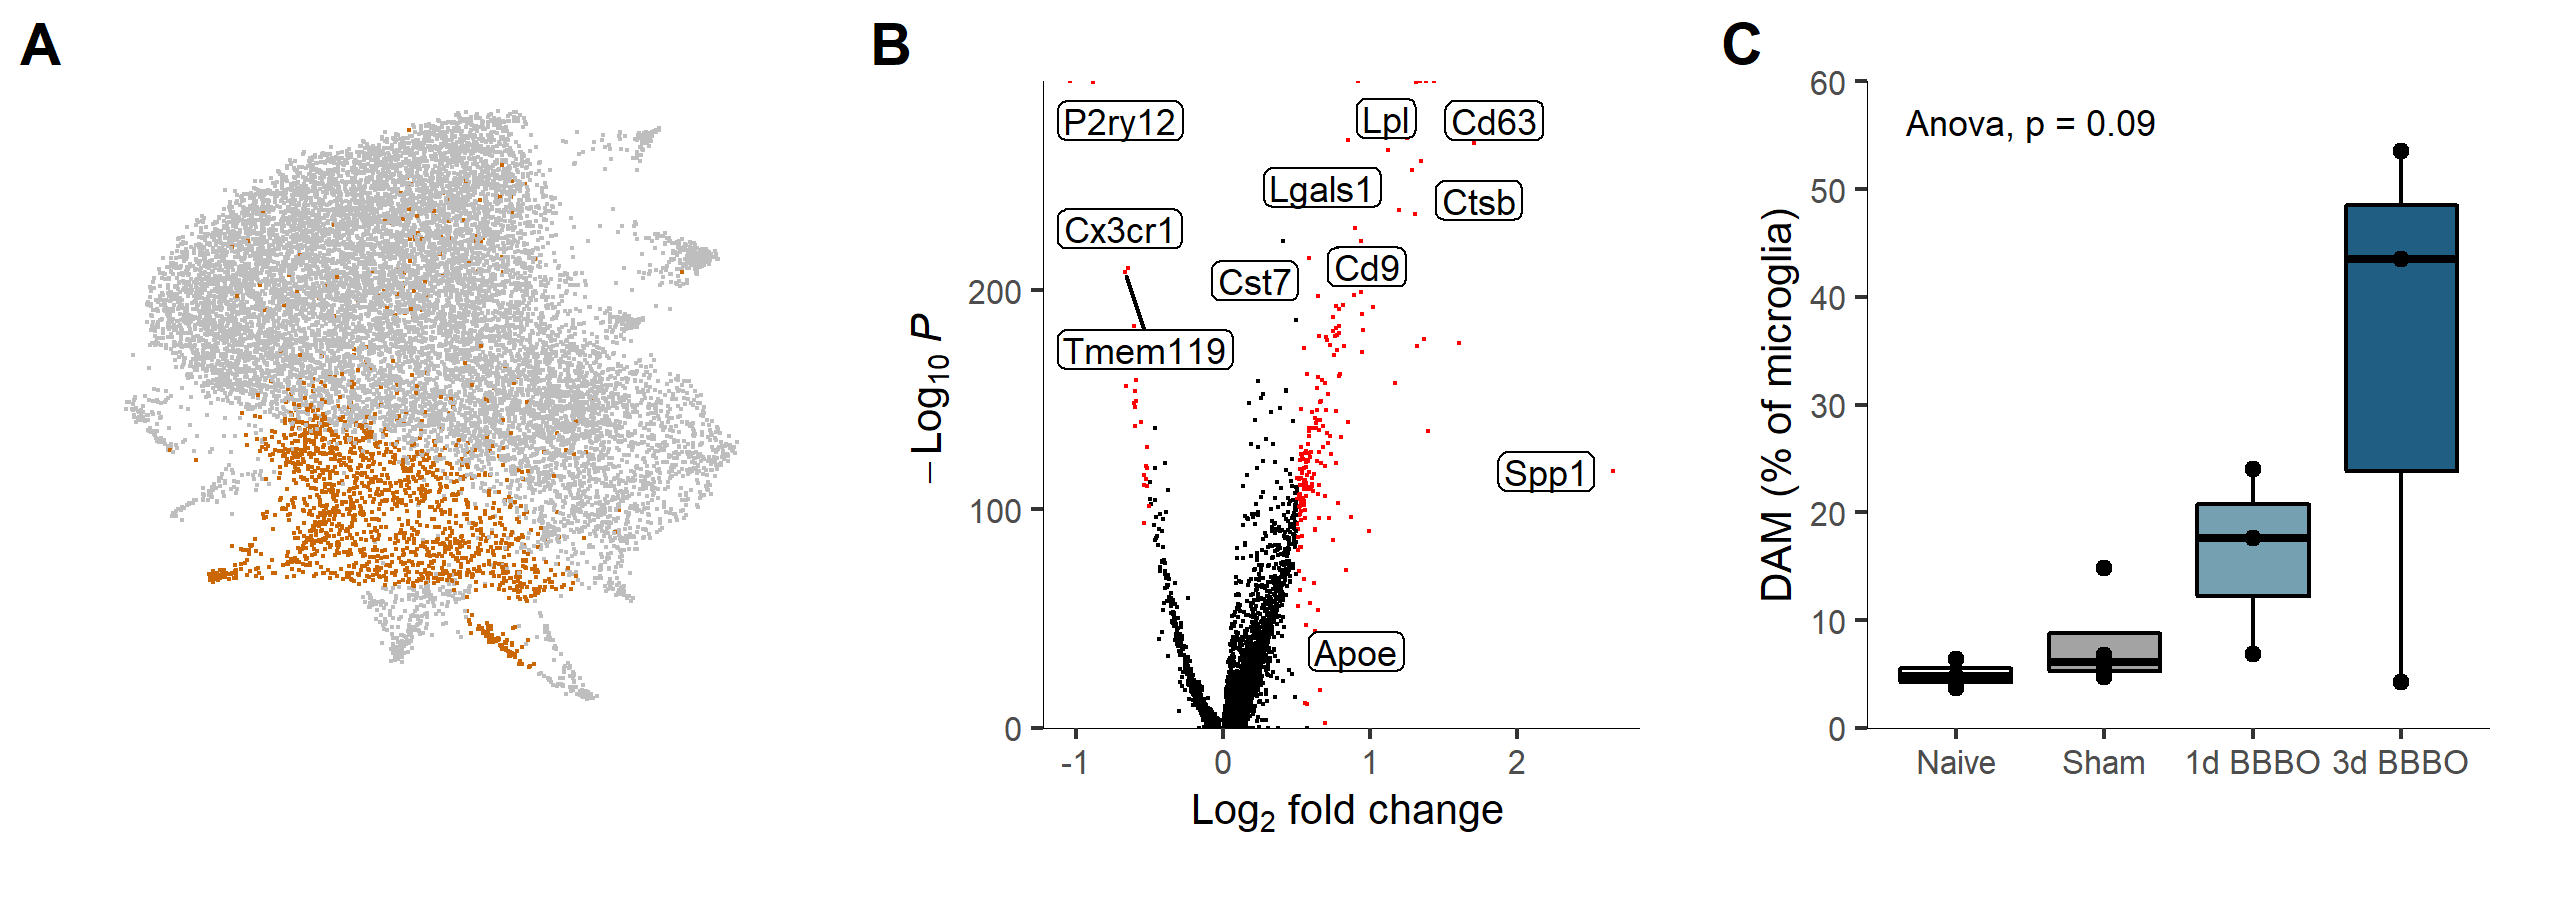 A
B
C
P2ry12
Lpl
Cd63
Lgals1
Ctsb
Cx3cr1
Cst7
Cd9
Tmem119
Spp1
Apoe
200
100
0
-1
0
1
2
−Log10 P
Log2 fold change
Anova, p = 0.09
60
50
40
30
20
10
0
DAM (% of microglia)
Naive
Sham
1d BBBO
3d BBBO